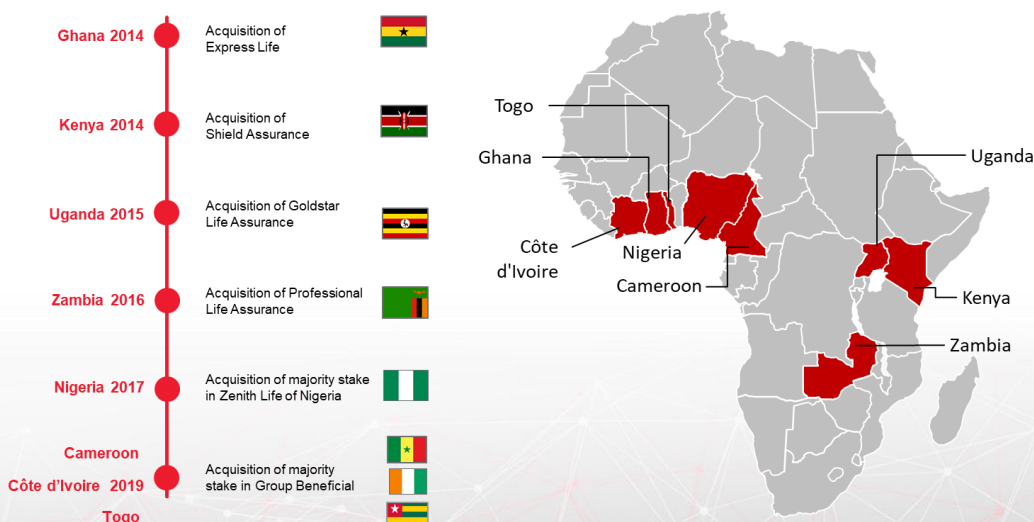 Ghana 2014
Acquisition of
Express Life
Kenya 2014
Acquisition of
Shield Assurance
Uganda 2015
Acquisition of Goldstar
Life Assurance
Zambia 2016
Acquisition of Professional
Life Assurance
Nigeria 2017
Acquisition of majority stake
in Zenith Life of Nigeria
Cameroon
Côte d'Ivoire 2019
Togo
Acquisition of majority
stake in Group Beneficial
Togo
Ghana
Côte
d'Ivoire
Nigeria
Cameroon
Uganda
Kenya
Zambia